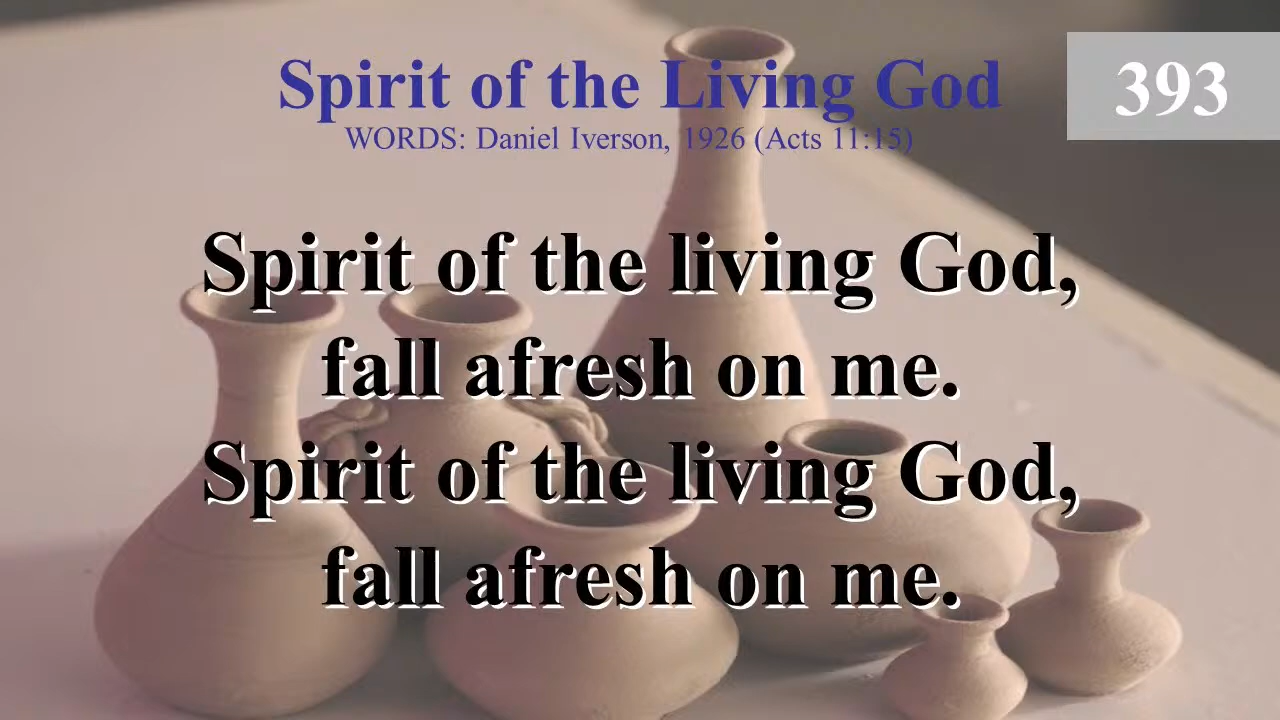 Spirit of the Living God
393
WORDS: Daniel Iverson, 1926 (Acts 11:15)
Spirit of the living God,
fall afresh on me.
Spirit of the living God,
fall afresh on me.